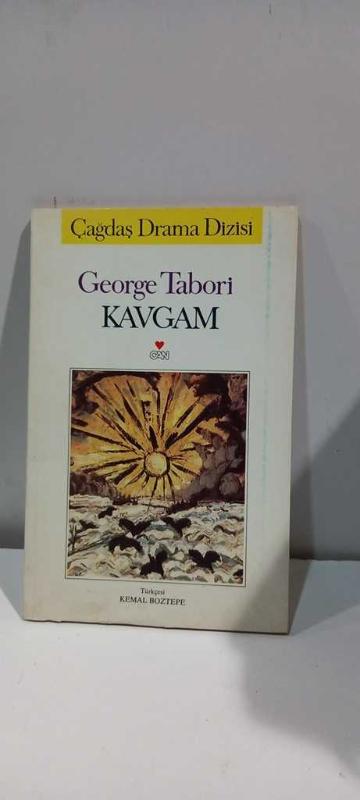 Çağdaş Drama Dizisi
George Tabori
KAVGAM
CAN
Türkçesi
KEMAL BOZTEPE